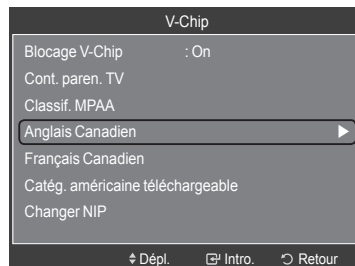 V-Chip
Blocage V-Chip : On
Cont. paren. TV
Classif. MPAA
Anglais Canadien
Français Canadien
Catég. américaine téléchargeable
Changer NIP
Dépl. Intro. Retour